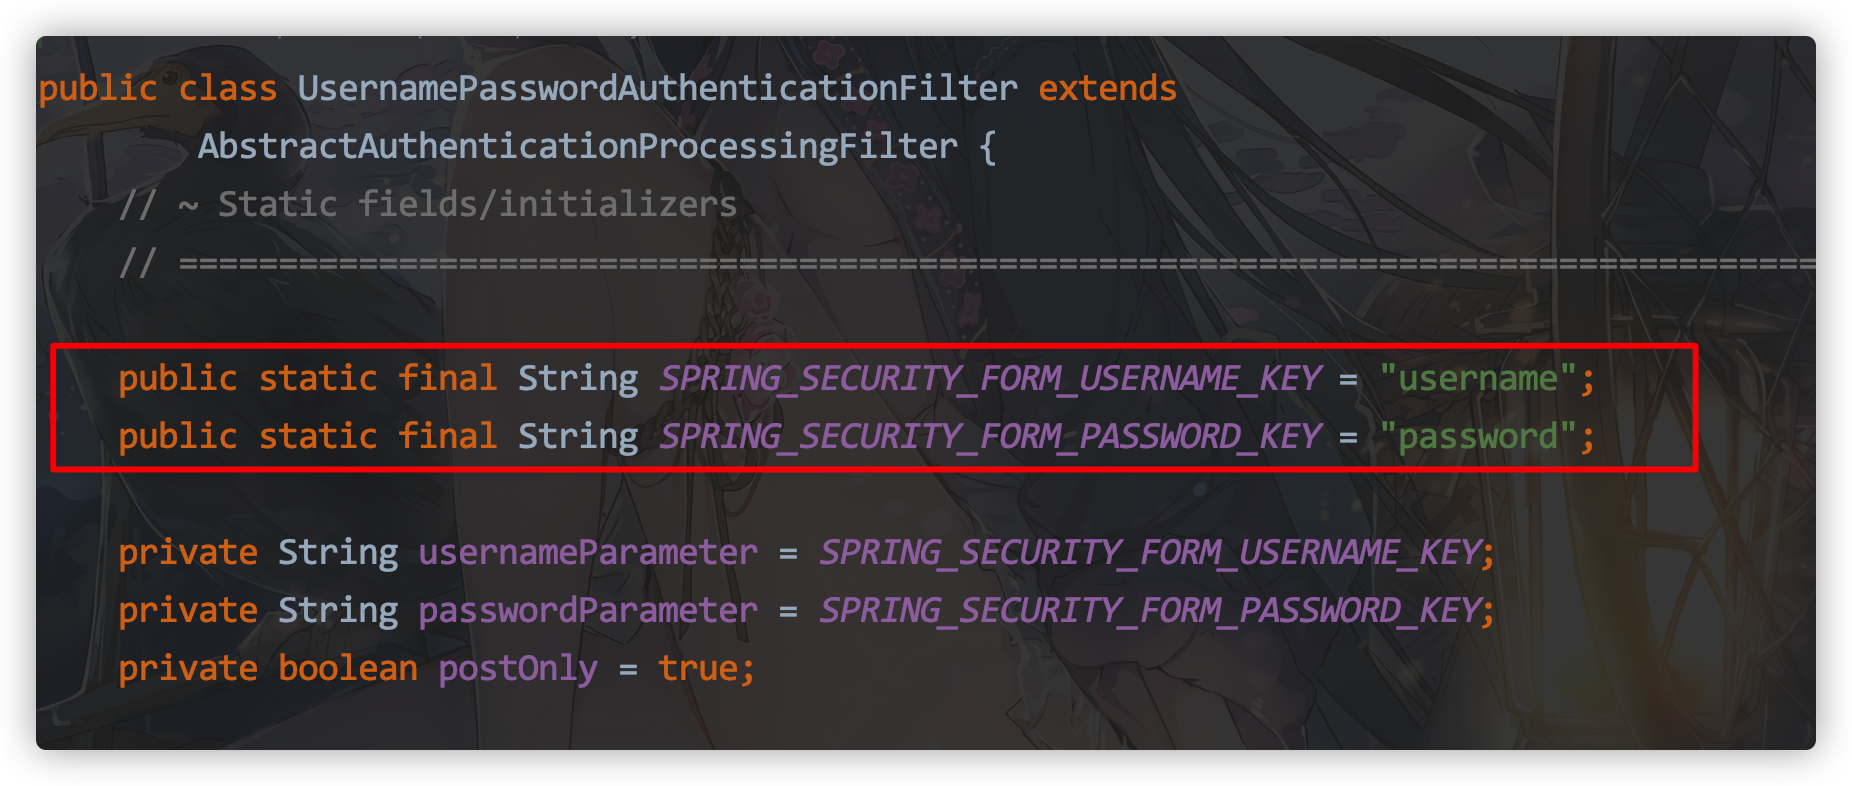 public class UsernamePasswordAuthenticationFilter extends
AbstractAuthenticationProcessingFilter {
// ~ Static fields/initializers
// ==================================================================================
public static final String SPRING_SECURITY_FORM_USERNAME_KEY = "username";
public static final String SPRING_SECURITY_FORM_PASSWORD_KEY = "password";
private String usernameParameter = SPRING_SECURITY_FORM_USERNAME_KEY;
private String passwordParameter = SPRING_SECURITY_FORM_PASSWORD_KEY;
private boolean postOnly = true;